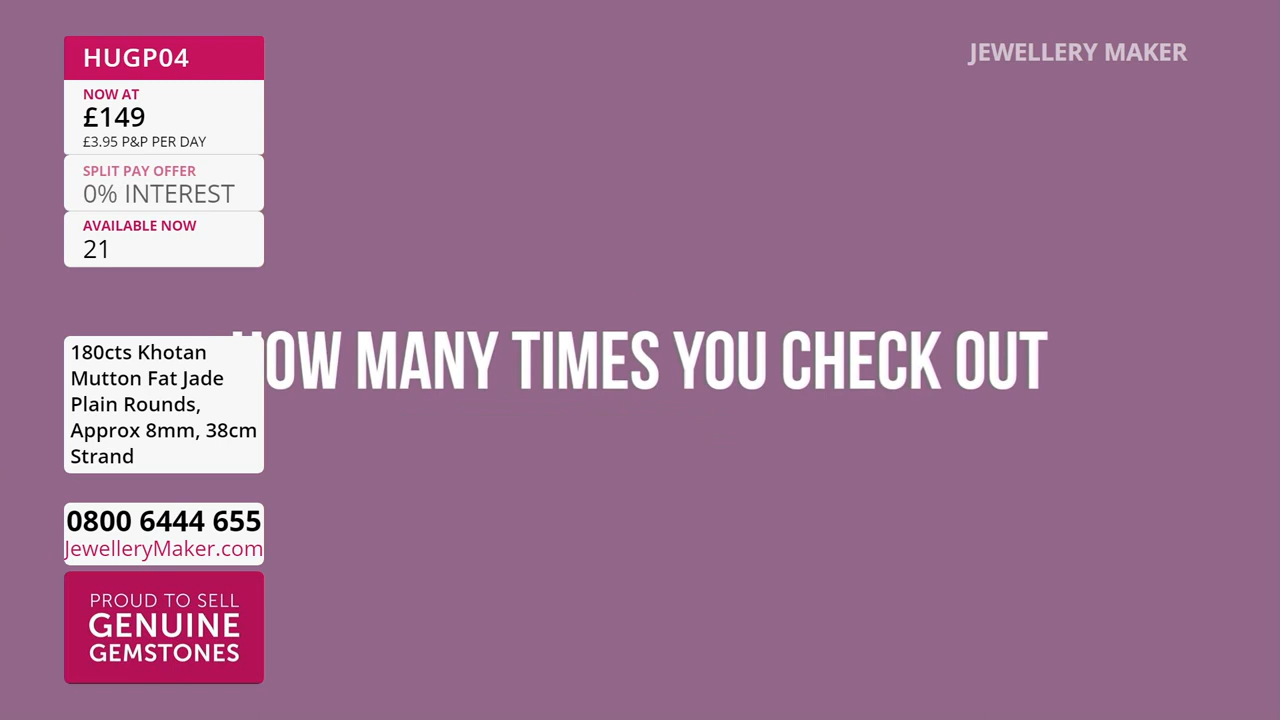 HUGP04
NOW AT
£149
£3.95 P&P PER DAY
SPLIT PAY OFFER
0% INTEREST
AVAILABLE NOW
21
JEWELLERY MAKER
HOW MANY TIMES YOU CHECK OUT
180cts Khotan
Mutton Fat Jade
Plain Rounds,
Approx 8mm, 38cm
Strand
0800 6444 655
JewelleryMaker.com
PROUD TO SELL
GENUINE
GEMSTONES